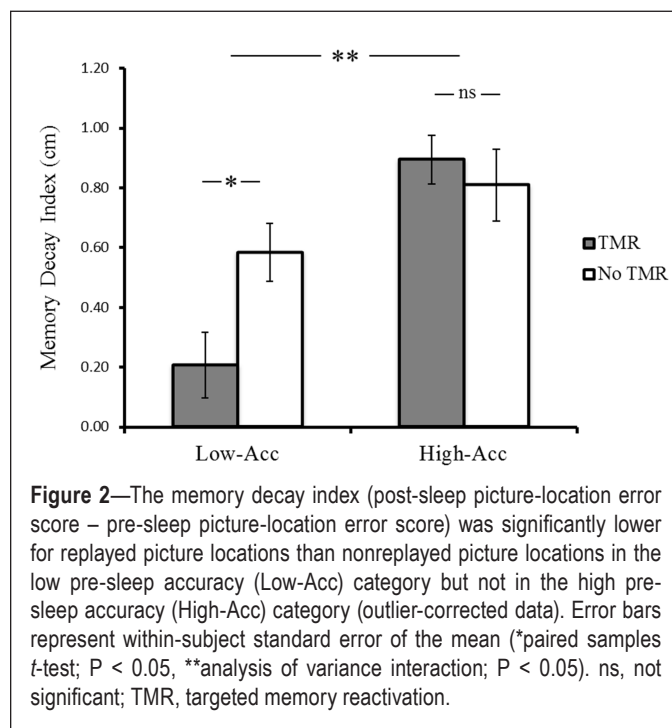 **
1.20
ns
1.00
Memory Decay Index (cm)
0.80
*
TMR
0.60
No TMR
0.40
0.20
0.00
Low-Acc High-Acc
Figure 2—The memory decay index (post-sleep picture-location error
score – pre-sleep picture-location error score) was significantly lower
for replayed picture locations than nonreplayed picture locations in the
low pre-sleep accuracy (Low-Acc) category but not in the high pre-
sleep accuracy (High-Acc) category (outlier-corrected data). Error bars
represent within-subject standard error of the mean (*paired samples
t-test; P < 0.05, **analysis of variance interaction; P < 0.05). ns, not
significant; TMR, targeted memory reactivation.